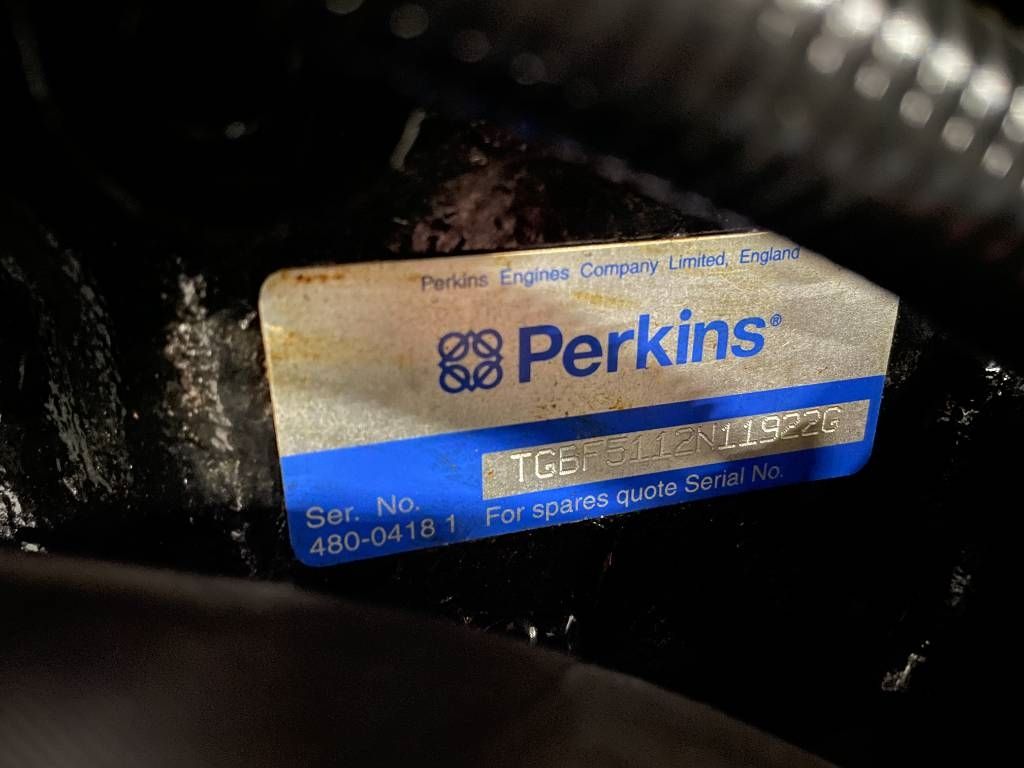 Perkins Engines Company Limited, England
Perkins®
TGBF5112N11922G
Ser. No.
480-0418 1
For spares quote Serial No.